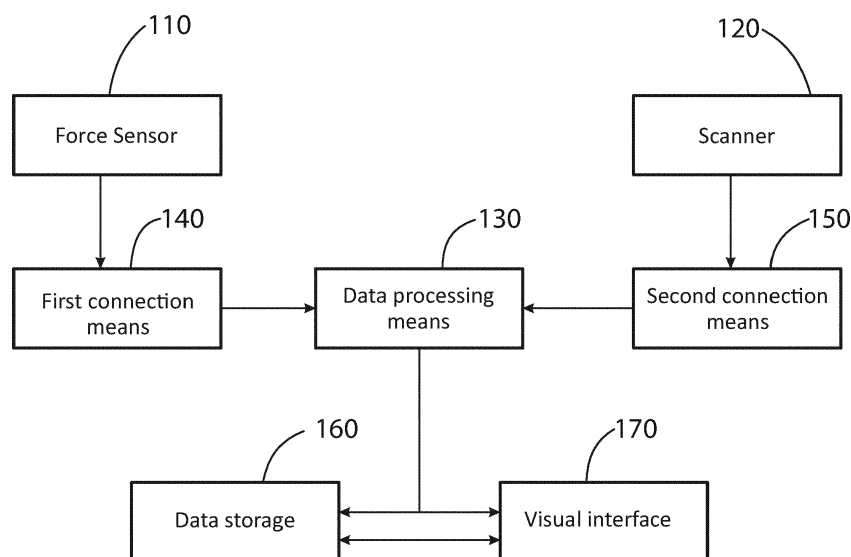 110
120
Force Sensor
Scanner
140
130
150
First connection
means
Data processing
means
Second connection
means
160
170
Data storage
Visual interface